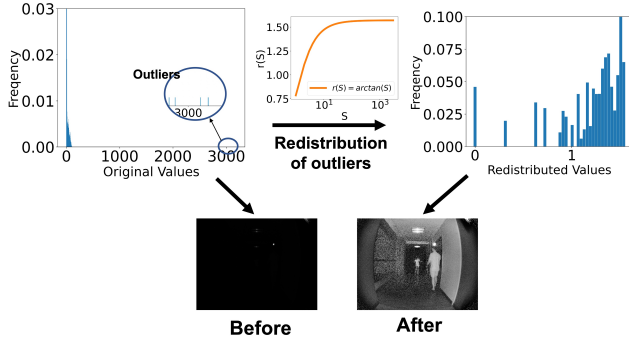 0.03
0.02
0.01
0.00
Freqency
0
1000
2000
3000
Original Values
Outliers
3000
1.50
1.25
1.00
0.75
r(S)
r(S) = arctan(S)
10¹
10³
S
Redistribution
of outliers
0.100
0.075
0.050
0.025
0.000
Freqency
0
1
Redistributed Values
Before
After